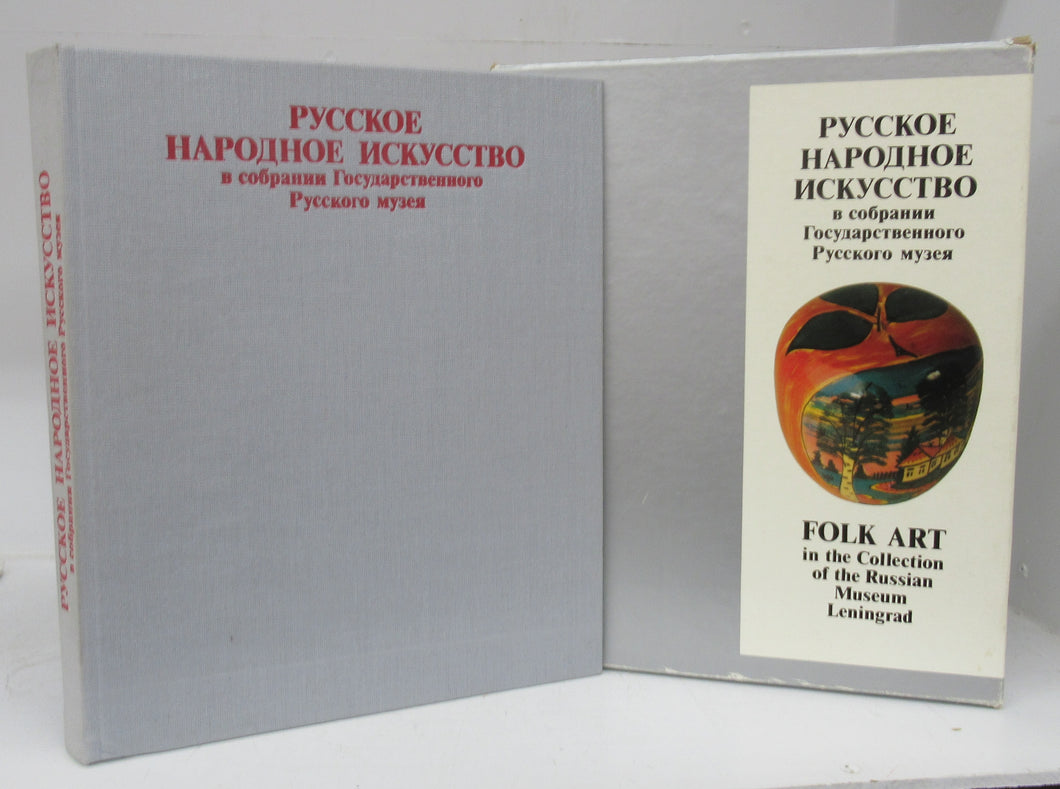 РУССКОЕ НАРОДНОЕ ИСКУССТВО
в собрании Государственного Русского музея
РУССКОЕ
НАРОДНОЕ ИСКУССТВО
в собрании Государственного
Русского музея
РУССКОЕ
НАРОДНОЕ
ИСКУССТВО
в собрании
Государственного
Русского музея
FOLK ART
in the Collection
of the Russian
Museum
Leningrad